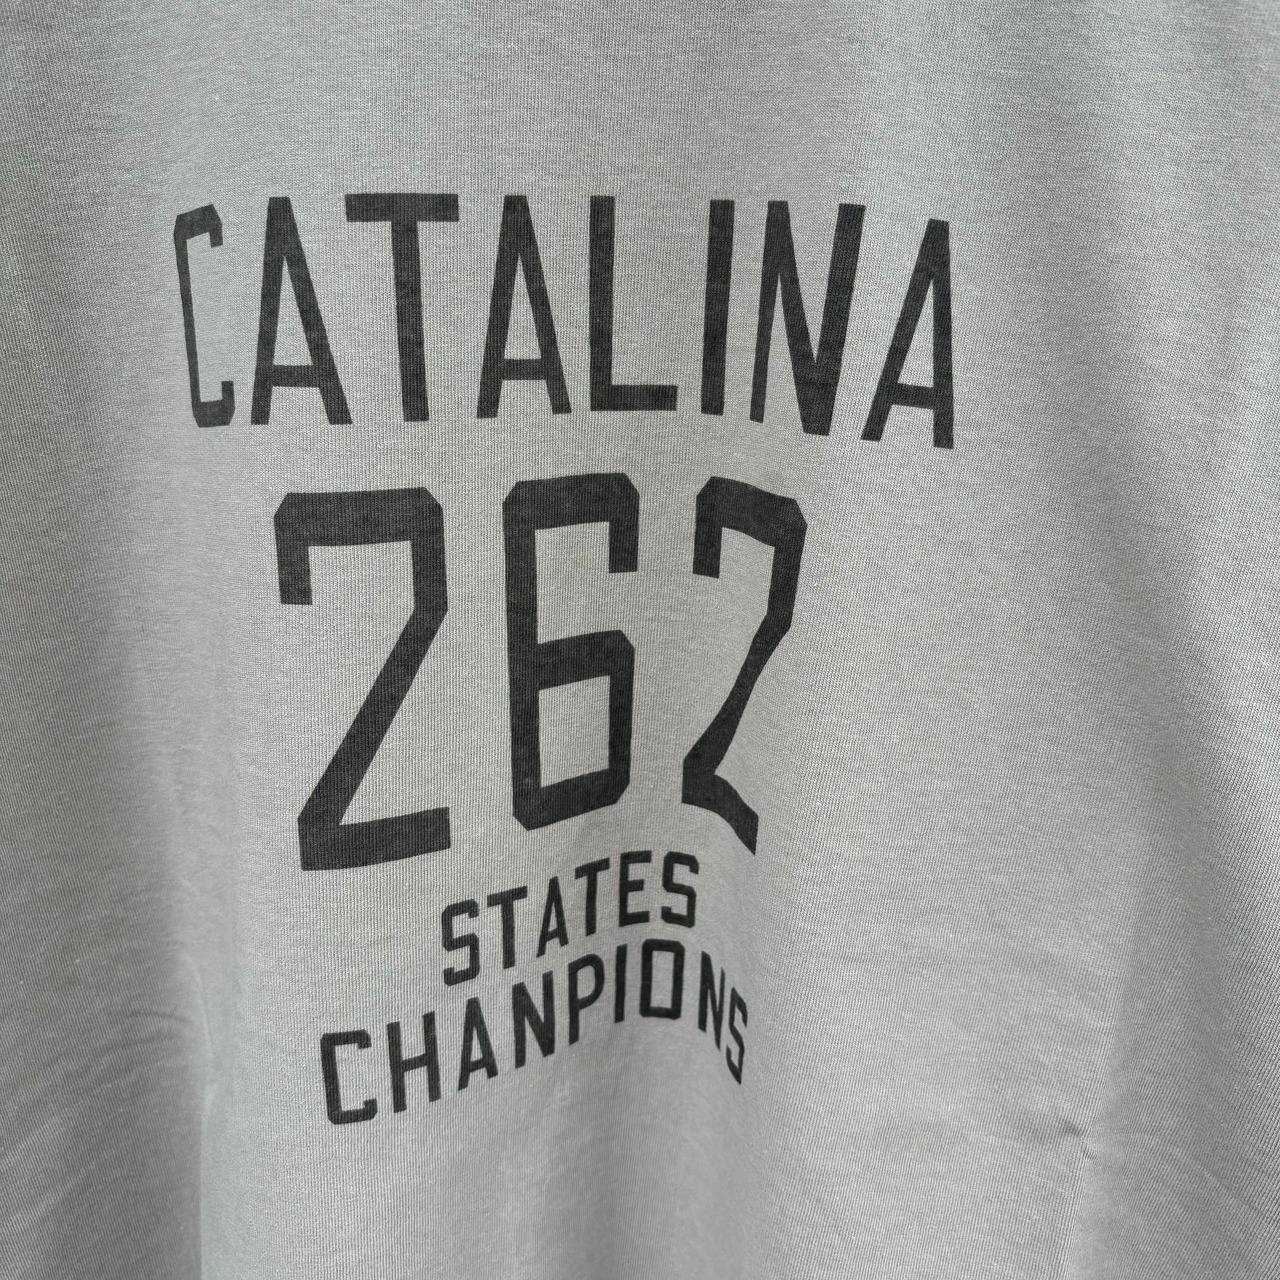 CATALINA
262
STATES
CHANPIONS